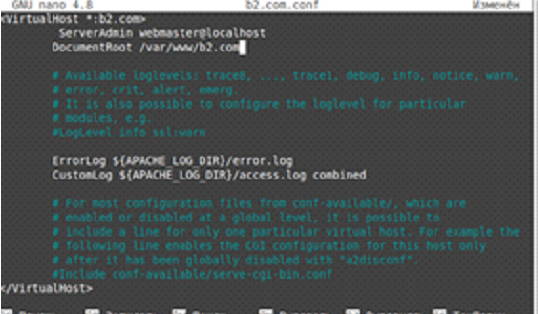 GNU nano 4.8 b2.com.conf Изменён
<VirtualHost *:b2.com>
ServerAdmin webmaster@localhost
DocumentRoot /var/www/b2.com
# Available loglevels: trace8, ..., trace1, debug, info, notice, warn,
# error, crit, alert, emerg.
# It is also possible to configure the loglevel for particular
# modules, e.g.
#LogLevel info ssl:warn
ErrorLog ${APACHE_LOG_DIR}/error.log
CustomLog ${APACHE_LOG_DIR}/access.log combined
# For most configuration files from conf-available/, which are
# enabled or disabled at a global level, it is possible to
# include a line for only one particular virtual host. For example the
# following line enables the CGI configuration for this host only
# after it has been globally disabled with "a2disconf".
#Include conf-available/serve-cgi-bin.conf
</VirtualHost>